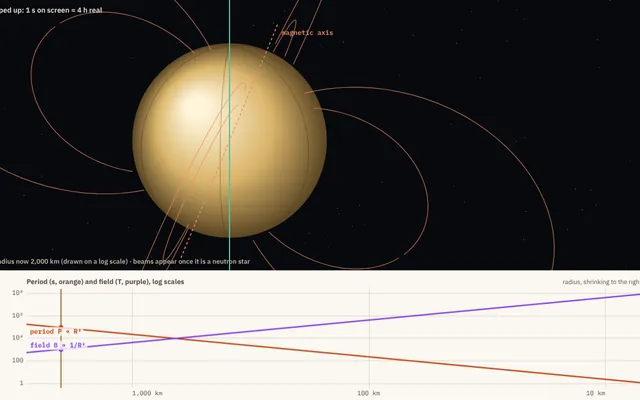 ped up: 1 s on screen = 4 h real
magnetic axis
adius now 2,000 km (drawn on a log scale) · beams appear once it is a neutron star
Period (s, orange) and field (T, purple), log scales
radius, shrinking to the righ
period P ∝ R²
field B ∝ 1/R²
10⁴
100
1
1,000 km
100 km
10 km